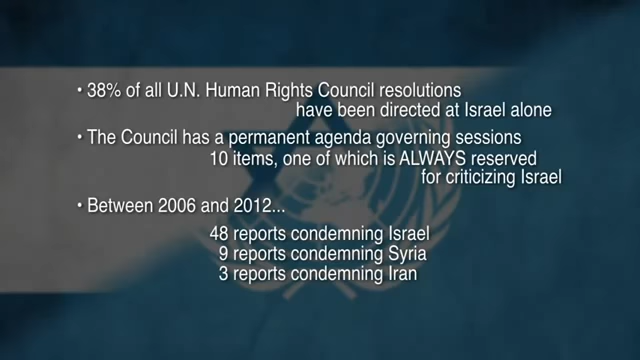 • 38% of all U.N. Human Rights Council resolutions
have been directed at Israel alone
• The Council has a permanent agenda governing sessions
10 items, one of which is ALWAYS reserved
for criticizing Israel
• Between 2006 and 2012...
48 reports condemning Israel
9 reports condemning Syria
3 reports condemning Iran